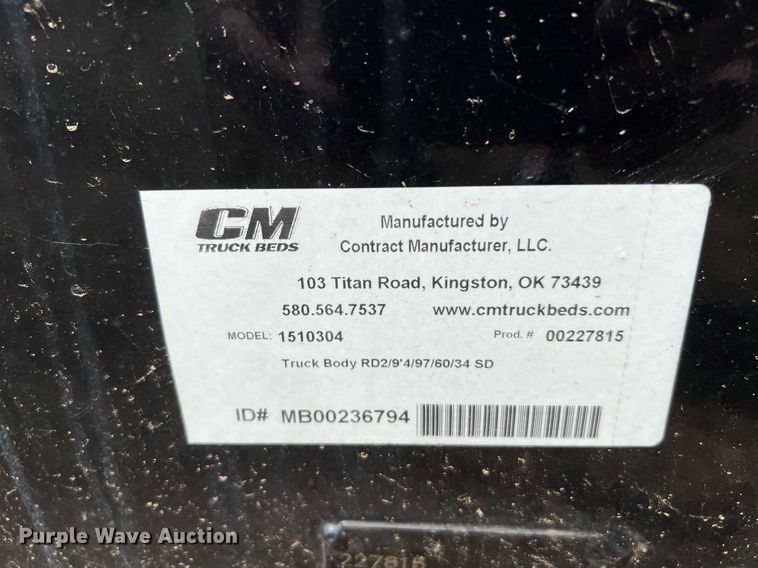 CM
TRUCK BEDS
Manufactured by
Contract Manufacturer, LLC.
103 Titan Road, Kingston, OK 73439
580.564.7537 www.cmtruckbeds.com
MODEL: 1510304 Prod. # 00227815
Truck Body RD2/9'4/97/60/34 SD
ID# MB00236794
Purple Wave Auction